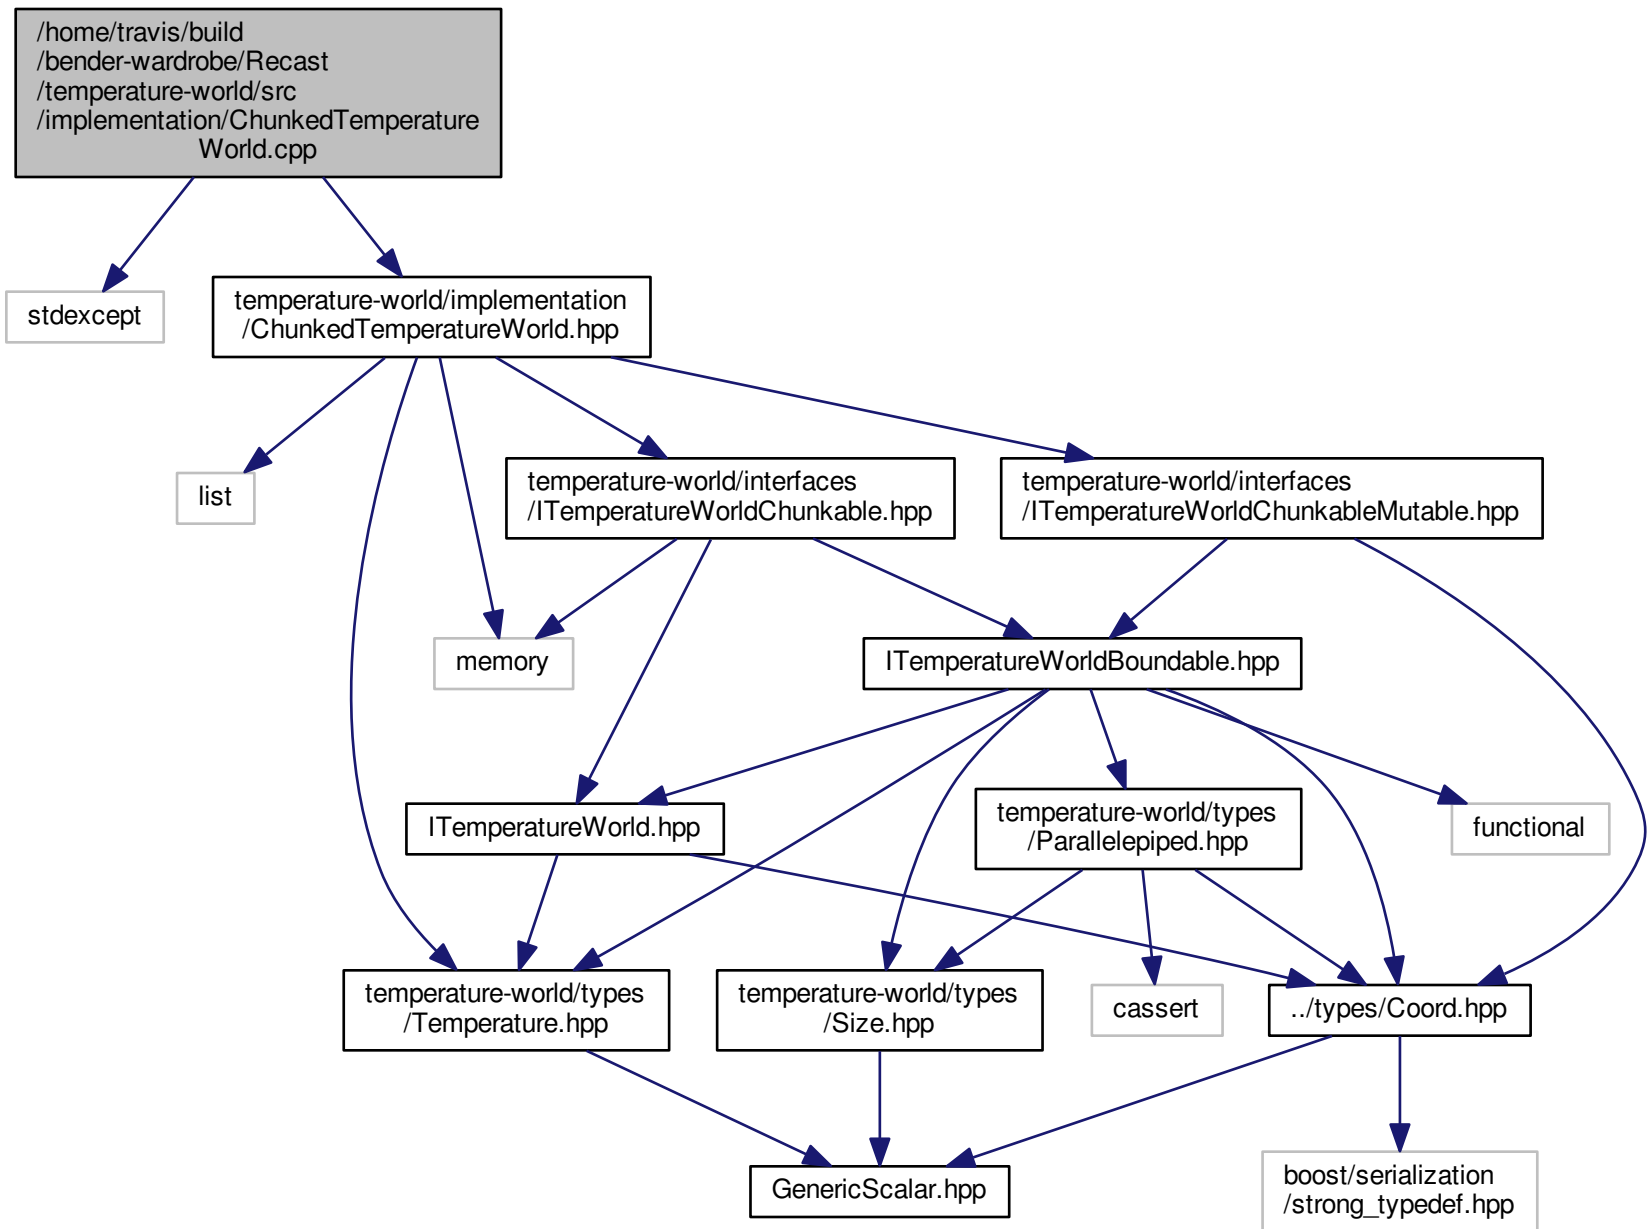 /home/travis/build
/bender-wardrobe/Recast
/temperature-world/src
/implementation/ChunkedTemperature
World.cpp
stdexcept
temperature-world/implementation
/ChunkedTemperatureWorld.hpp
list
temperature-world/interfaces
/ITemperatureWorldChunkable.hpp
temperature-world/interfaces
/ITemperatureWorldChunkableMutable.hpp
memory
ITemperatureWorldBoundable.hpp
ITemperatureWorld.hpp
temperature-world/types
/Parallelepiped.hpp
functional
temperature-world/types
/Temperature.hpp
temperature-world/types
/Size.hpp
cassert
../types/Coord.hpp
GenericScalar.hpp
boost/serialization
/strong_typedef.hpp